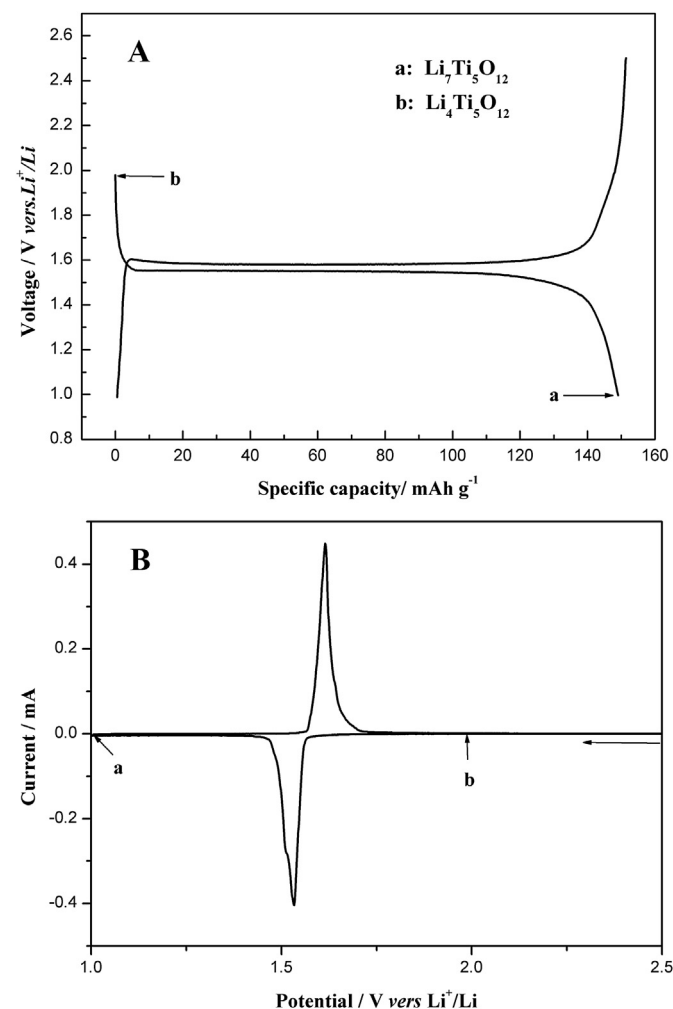 A
a: Li₇Ti₅O₁₂
b: Li₄Ti₅O₁₂
2.6
2.4
2.2
2.0
1.8
1.6
1.4
1.2
1.0
0.8
Voltage / V vers.Li⁺/Li
b
a
0 20 40 60 80 100 120 140 160
Specific capacity/ mAh g⁻¹
B
0.4
0.2
0.0
-0.2
-0.4
Current / mA
a
b
1.0 1.5 2.0 2.5
Potential / V vers Li⁺/Li